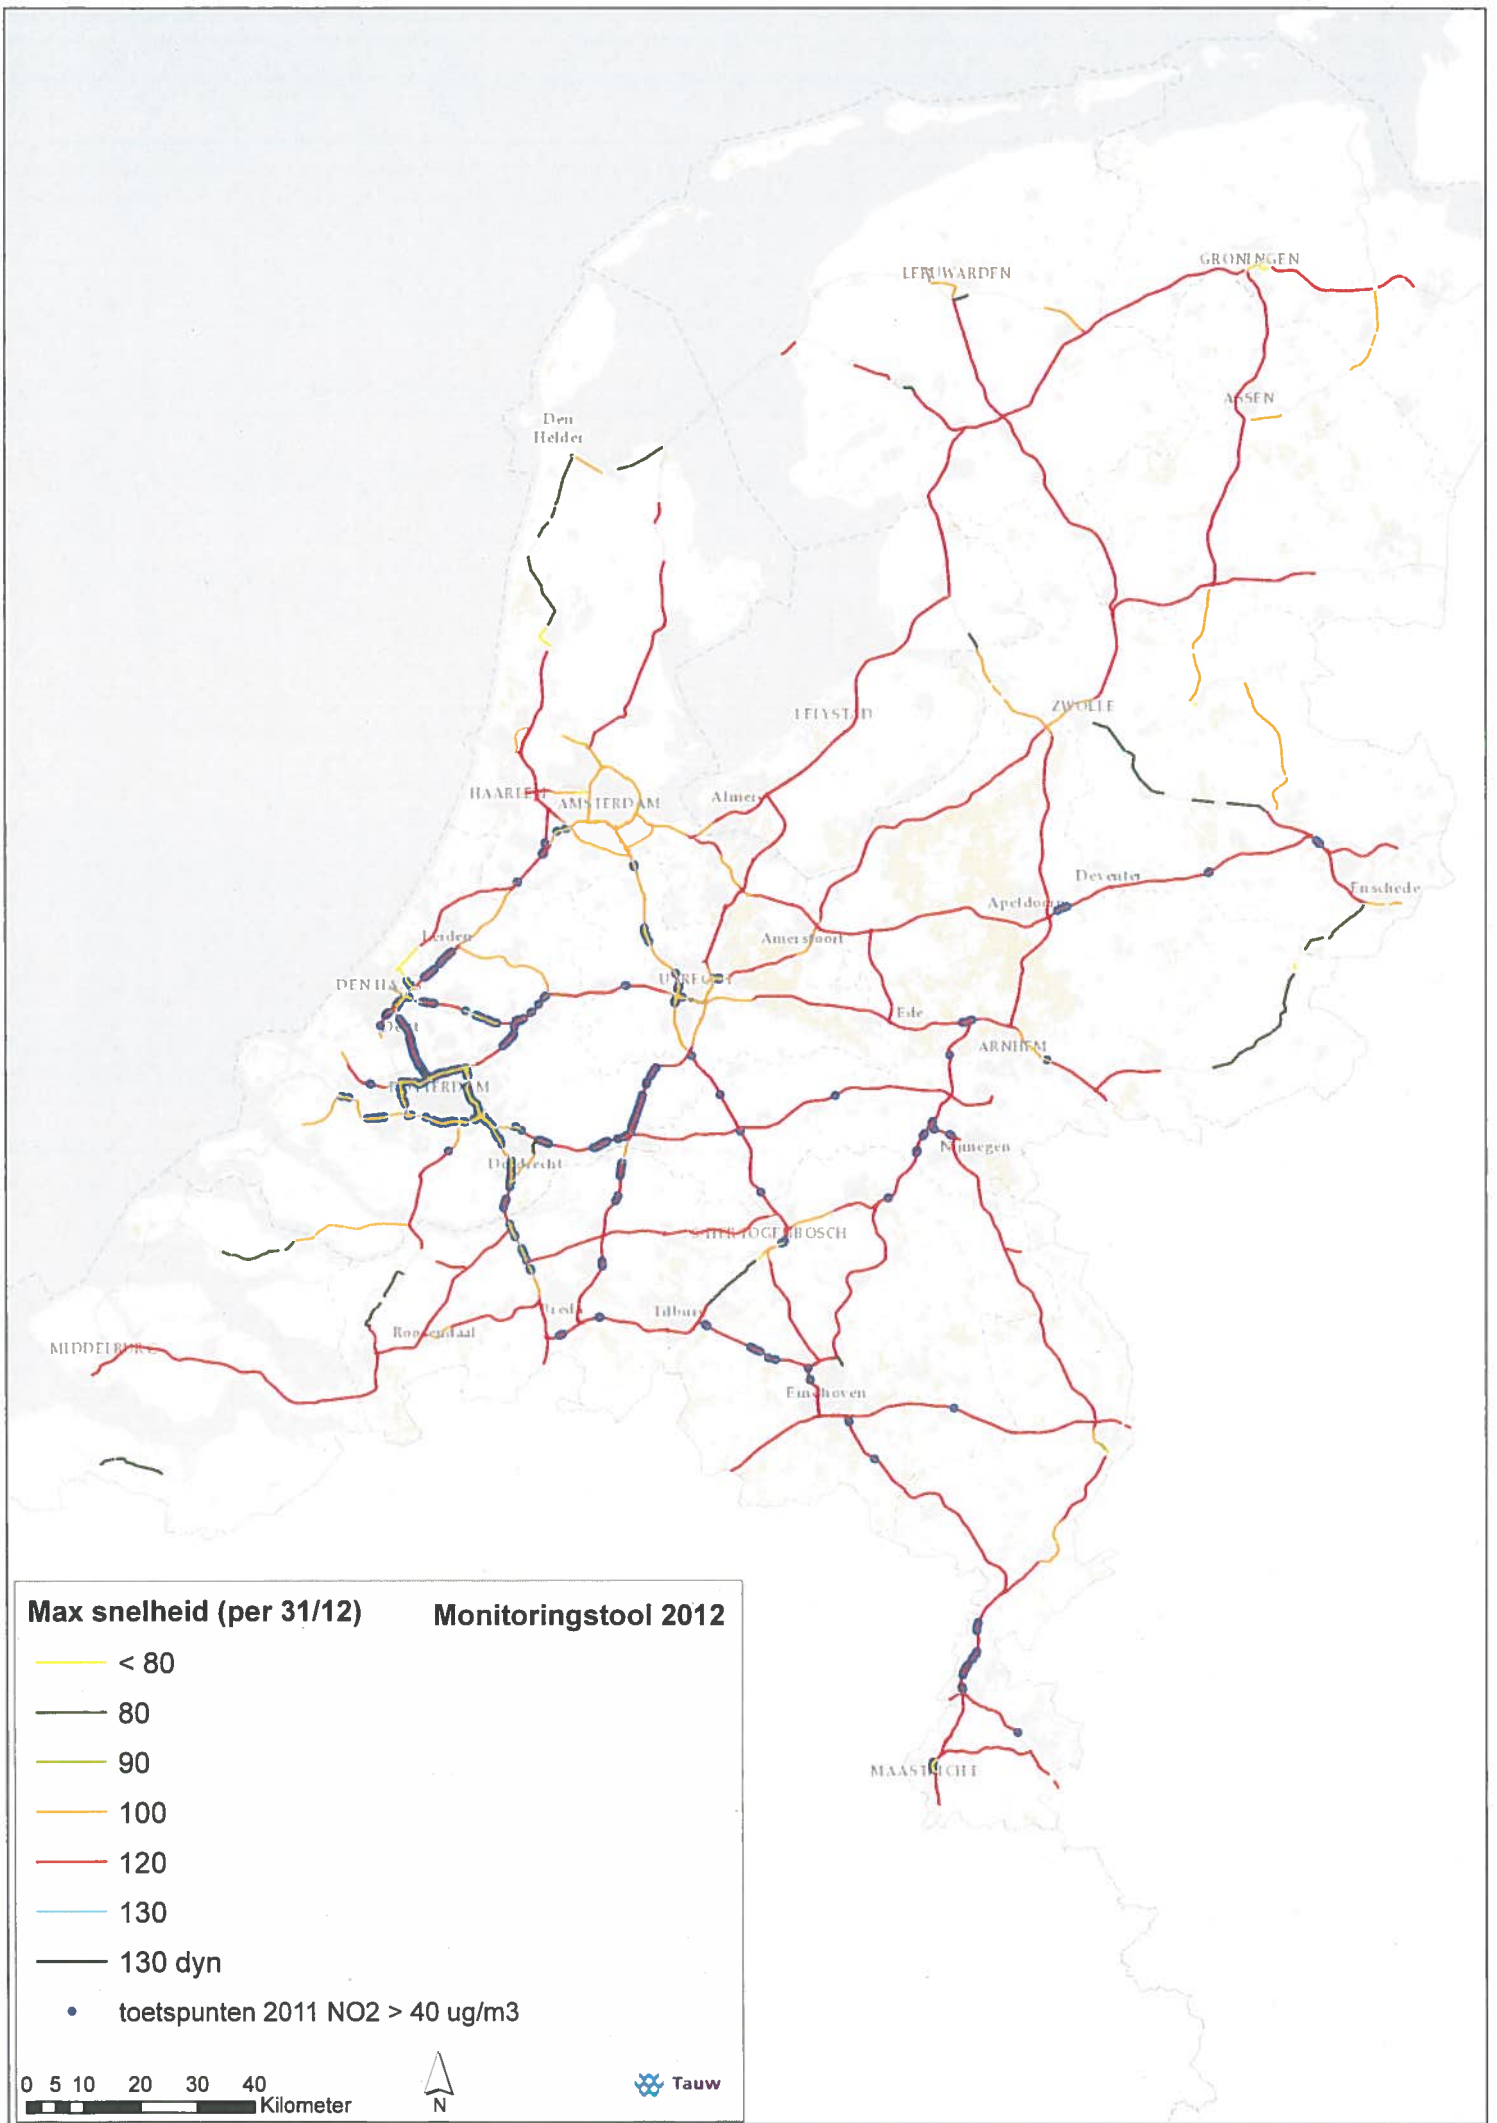 LEEUWARDEN
GRONINGEN
ASSEN
Den
Helder
LELYSTAD
ZWOLLE
HAARLEM
AMSTERDAM
Almere
Deventer
Enschede
Apeldoorn
Leiden
Amersfoort
UTRECHT
DEN HAAG
Delft
Ede
ARNHEM
ROTTERDAM
Nijmegen
Dordrecht
'S-HERTOGENBOSCH
Breda
Tilburg
Roosendaal
MIDDELBURG
Eindhoven
MAASTRICHT
Max snelheid (per 31/12)
Monitoringstool 2012
< 80
80
90
100
120
130
130 dyn
toetspunten 2011 NO2 > 40 ug/m3
0 5 10 20 30 40
Kilometer
N
Tauw